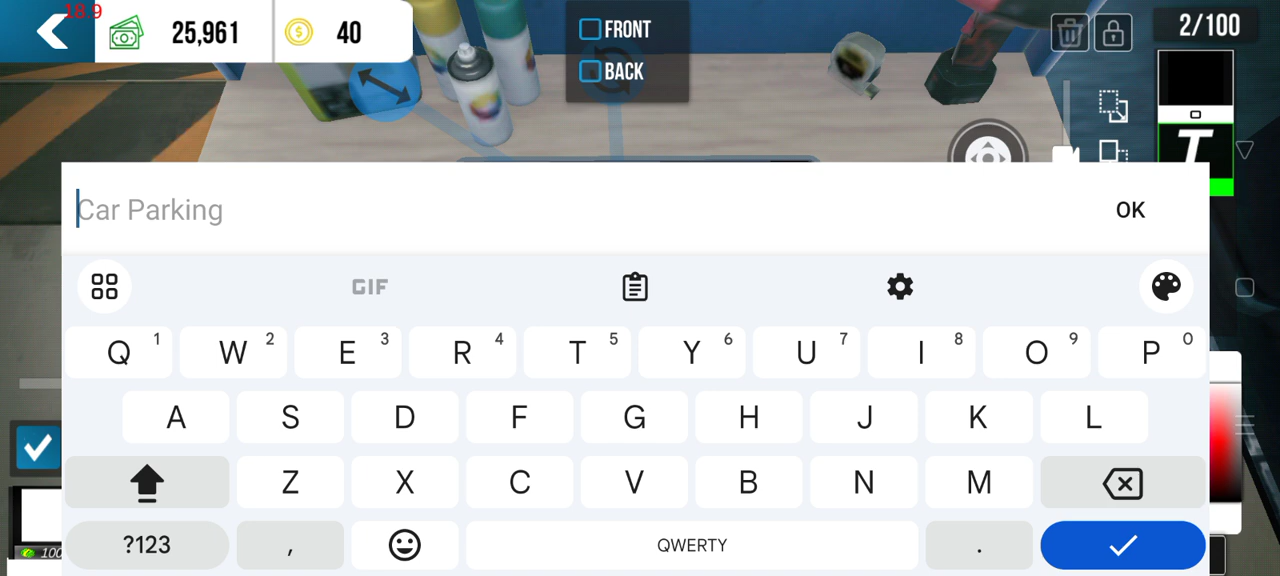 18.9
25,961
40
FRONT
BACK
2/100
T
Car Parking
OK
GIF
Q 1 W 2 E 3 R 4 T 5 Y 6 U 7 I 8 O 9 P 0
A S D F G H J K L
Z X C V B N M
?123 , QWERTY .
100